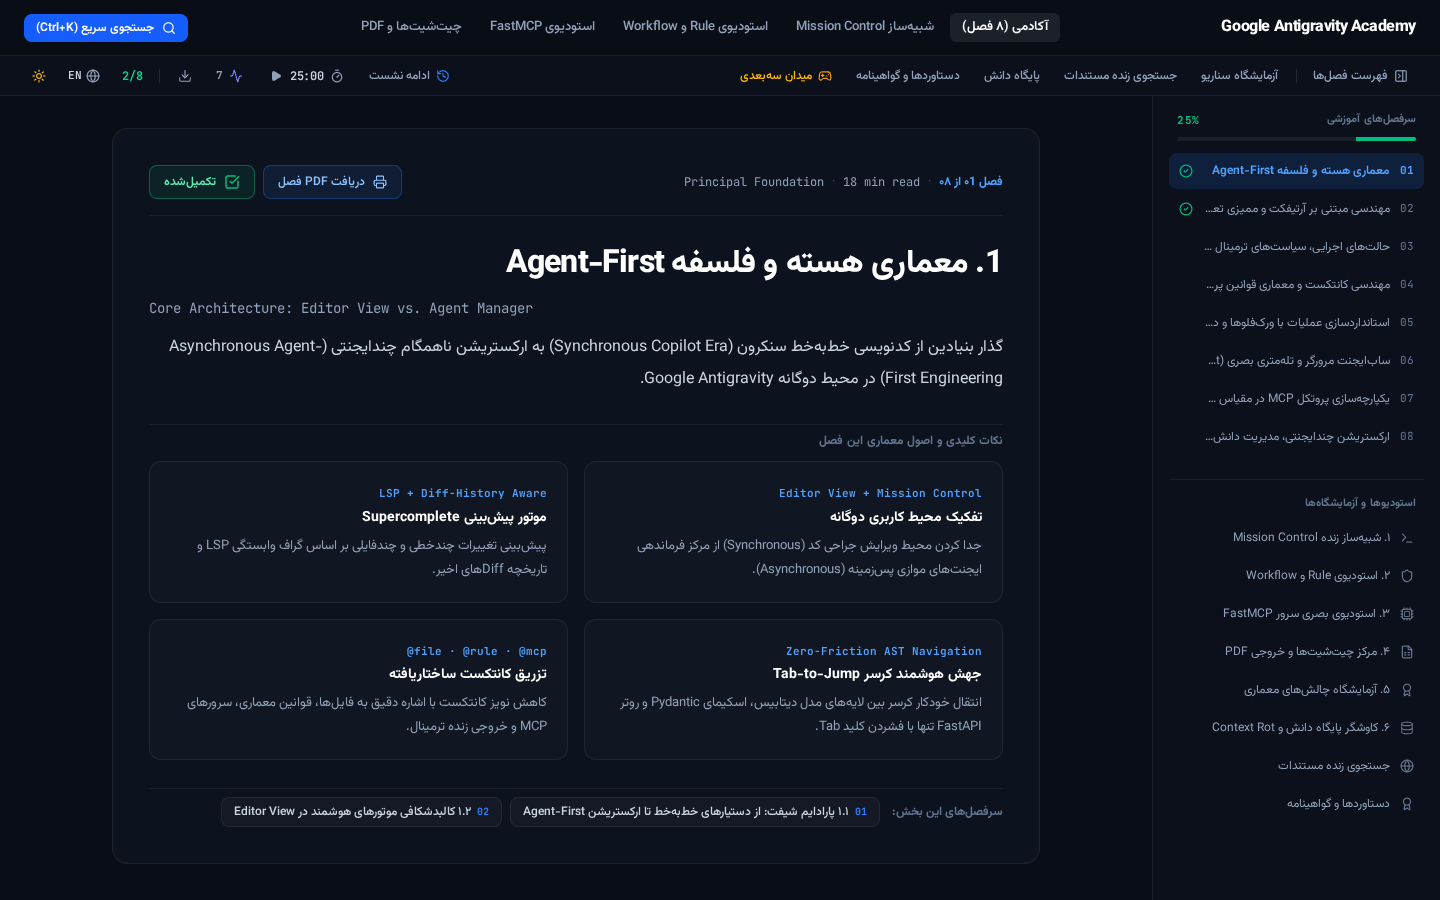 Google Antigravity Academy
آکادمی (۸ فصل)
شبیه‌ساز Mission Control
استودیوی Rule و Workflow
استودیوی FastMCP
چیت‌شیت‌ها و PDF
جستجوی سریع (Ctrl+K)
فهرست فصل‌ها
آزمایشگاه سناریو
جستجوی زنده مستندات
پایگاه دانش
دستاوردها و گواهینامه
میدان سه‌بعدی
ادامه نشست
25:00
7
2/8
EN
سرفصل‌های آموزشی
25%
01 معماری هسته و فلسفه Agent-First
02 مهندسی مبتنی بر آرتیفکت و ممیزی تعـ...
03 حالت‌های اجرایی، سیاست‌های ترمینال ...
04 مهندسی کانتکست و معماری قوانین پر...
05 استانداردسازی عملیات با ورک‌فلوها و د...
06 ساب‌ایجنت مرورگر و تله‌متری بصری (t...
07 یکپارچه‌سازی پروتکل MCP در مقیاس ...
08 ارکستریشن چندایجنتی، مدیریت دانش...
استودیوها و آزمایشگاه‌ها
۱. شبیه‌ساز زنده Mission Control
۲. استودیوی Rule و Workflow
۳. استودیوی بصری سرور FastMCP
۴. مرکز چیت‌شیت‌ها و خروجی PDF
۵. آزمایشگاه چالش‌های معماری
۶. کاوشگر پایگاه دانش و Context Rot
جستجوی زنده مستندات
دستاوردها و گواهینامه
فصل 01 از ۰۸ · 18 min read · Principal Foundation
دریافت PDF فصل
تکمیل‌شده
1. معماری هسته و فلسفه Agent-First
Core Architecture: Editor View vs. Agent Manager
گذار بنیادین از کدنویسی خط‌به‌خط سنکرون (Synchronous Copilot Era) به ارکستریشن ناهمگام چندایجنتی (Asynchronous Agent-
First Engineering) در محیط دوگانه Google Antigravity.
نکات کلیدی و اصول معماری این فصل
Editor View + Mission Control
تفکیک محیط کاربری دوگانه
جدا کردن محیط ویرایش جراحی کد (Synchronous) از مرکز فرماندهی
ایجنت‌های موازی پس‌زمینه (Asynchronous).
LSP + Diff-History Aware
موتور پیش‌بینی Supercomplete
پیش‌بینی تغییرات چندخطی و چندفایلی بر اساس گراف وابستگی LSP و
تاریخچه Diffهای اخیر.
Zero-Friction AST Navigation
جهش هوشمند کرسر Tab-to-Jump
انتقال خودکار کرسر بین لایه‌های مدل دیتابیس، اسکیمای Pydantic و روتر
FastAPI تنها با فشردن کلید Tab.
@file · @rule · @mcp
تزریق کانتکست ساختاریافته
کاهش نویز کانتکست با اشاره دقیق به فایل‌ها، قوانین معماری، سرورهای
MCP و خروجی زنده ترمینال.
سرفصل‌های این بخش:
01 ۱.۱ پارادایم شیفت: از دستیارهای خط‌به‌خط تا ارکستریشن Agent-First
02 ۱.۲ کالبدشکافی موتورهای هوشمند در Editor View